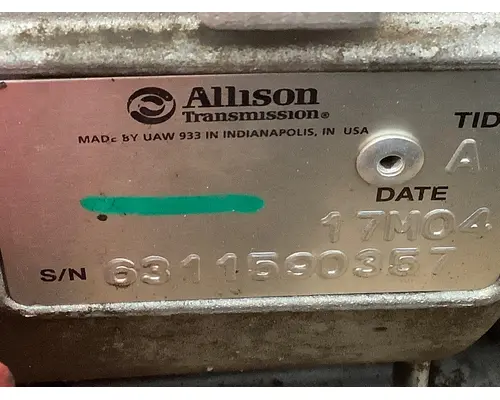 Allison
Transmission®
MADE BY UAW 933 IN INDIANAPOLIS, IN USA
TID
A
DATE
17M04
S/N 6311590357